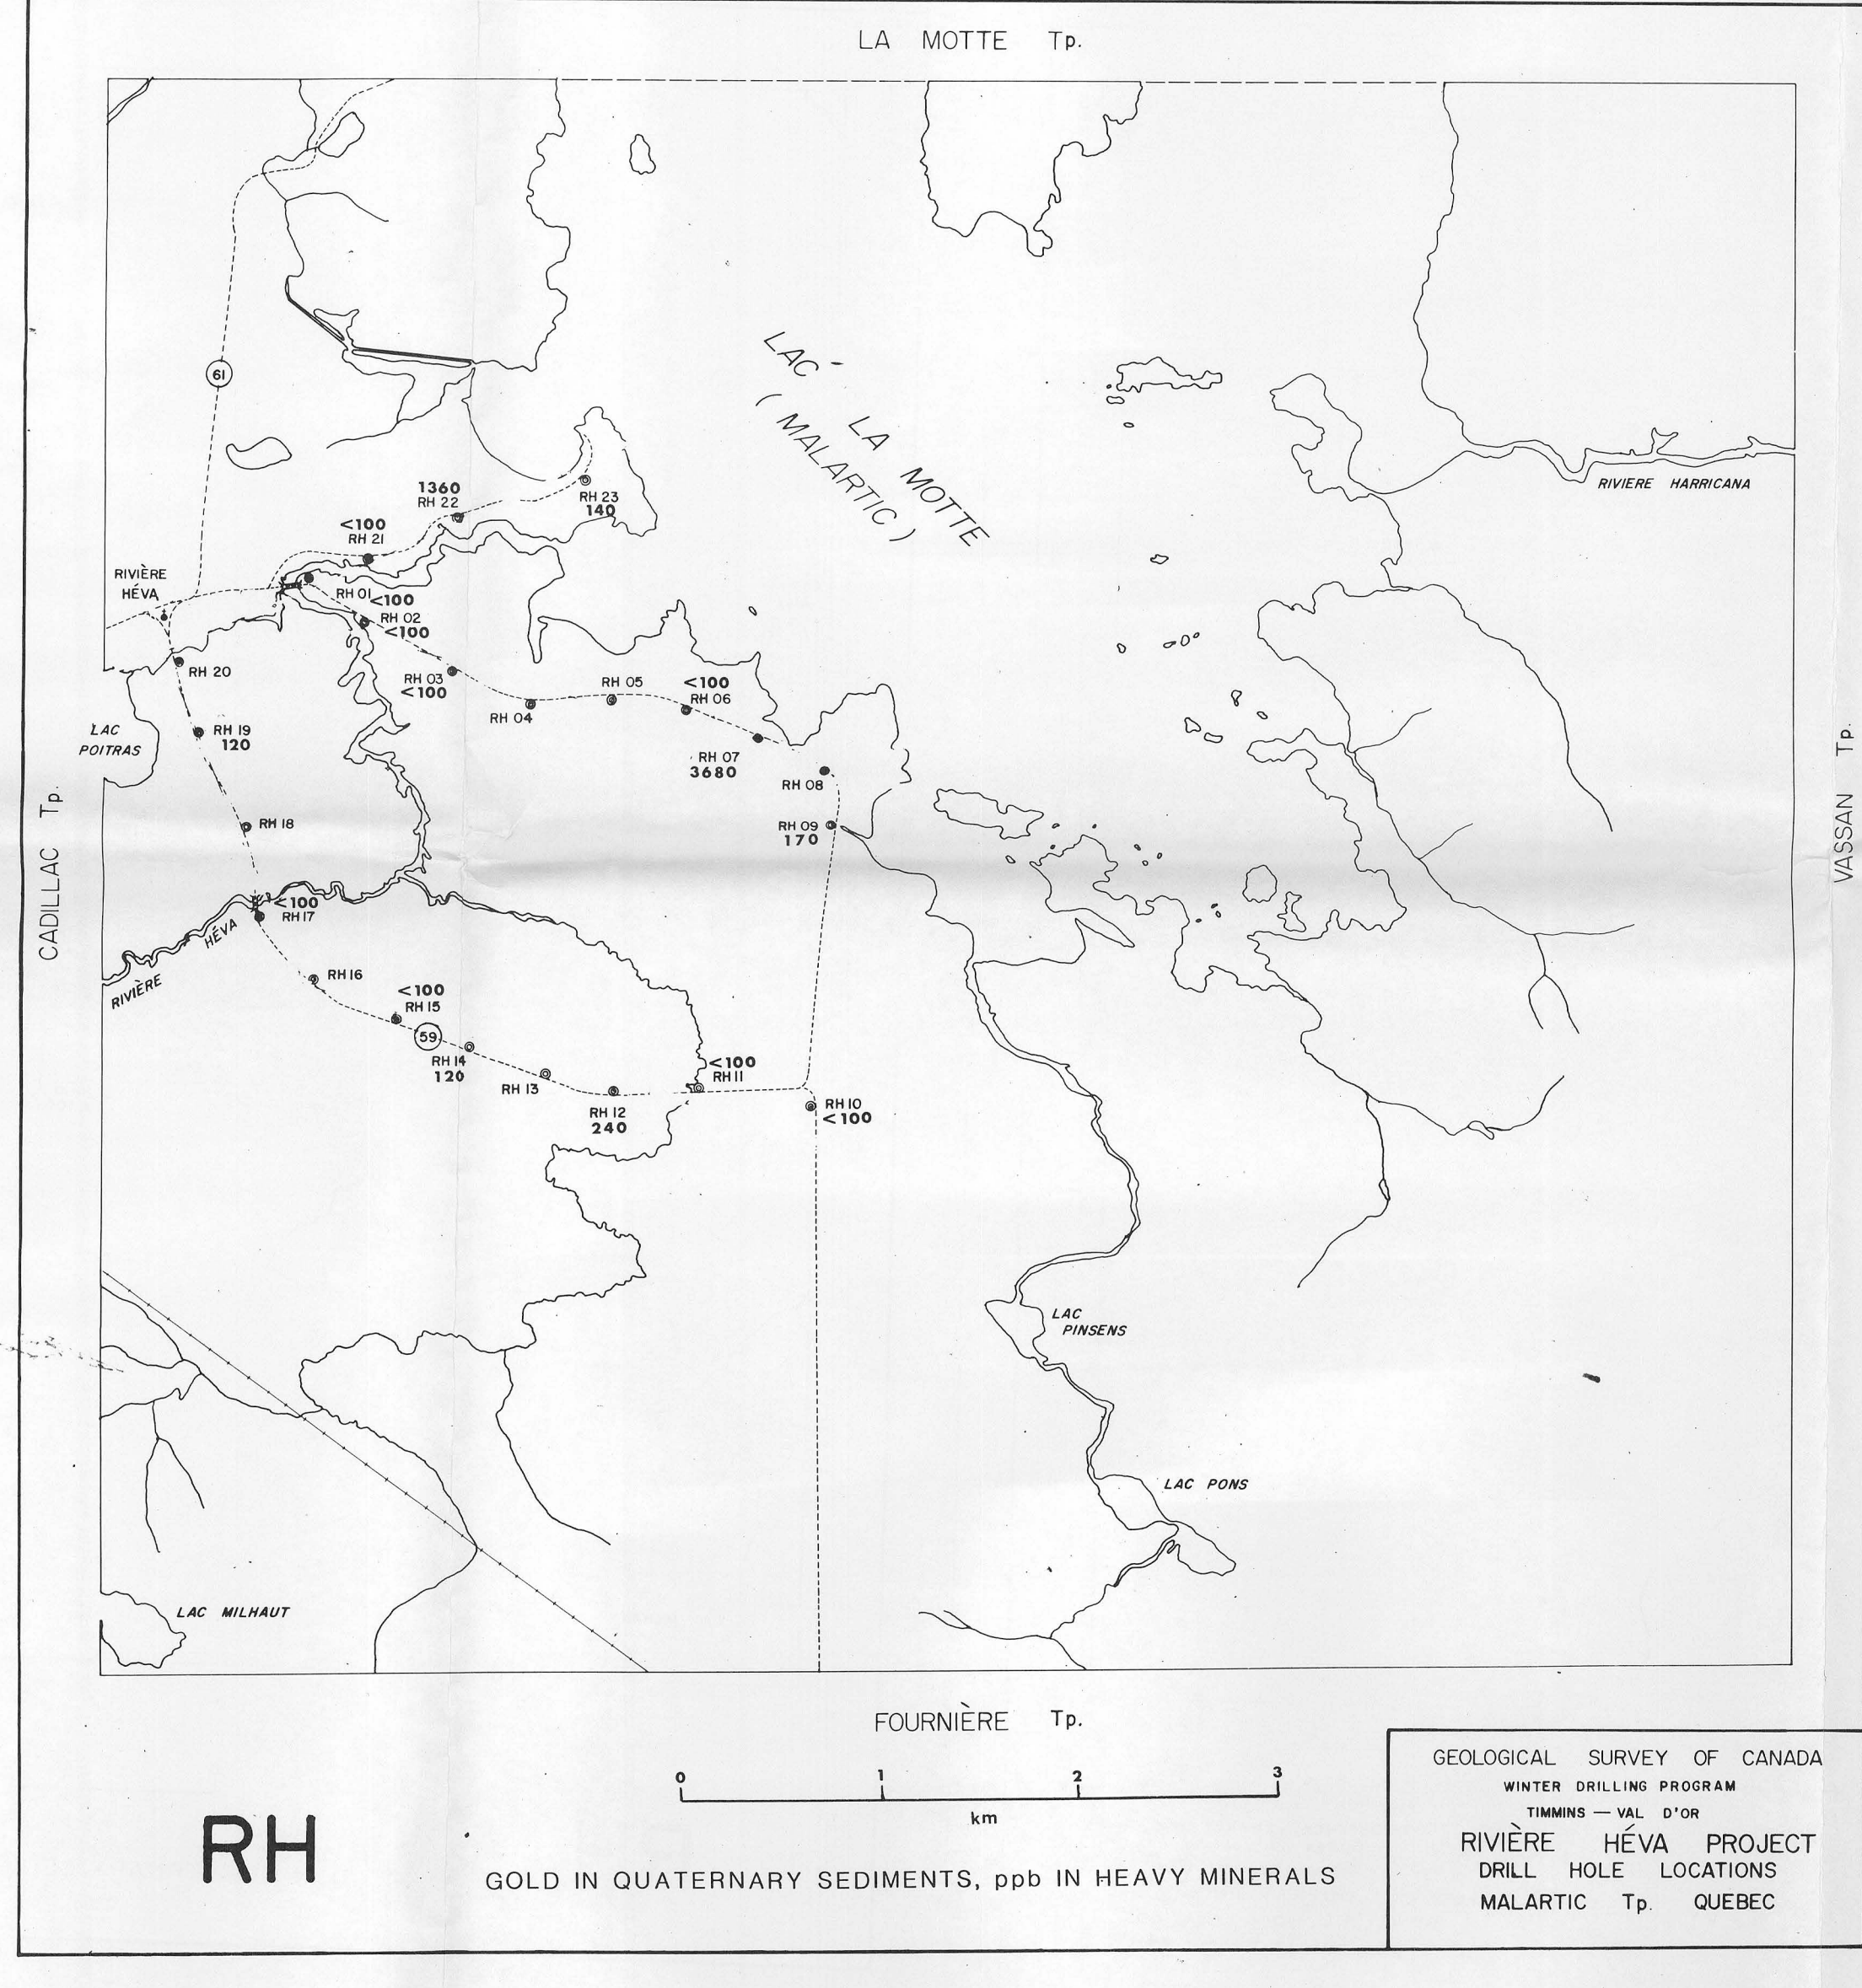 LA MOTTE Tp.
61
LAC
LA MOTTE
( MALARTIC )
RIVIERE HARRICANA
1360
RH 22
RH 23
140
<100
RH 21
RIVIÈRE
HÉVA
RH 01
<100
RH 02
<100
RH 20
RH 03
<100
RH 04
RH 05
<100
RH 06
LAC
POITRAS
RH 19
120
RH 07
3680
RH 08
RH 18
RH 09
170
CADILLAC Tp.
VASSAN Tp.
<100
RH 17
RIVIÈRE HÉVA
RH 16
<100
RH 15
59
RH 14
120
RH 13
RH 12
240
<100
RH 11
RH 10
<100
LAC
PINSENS
LAC PONS
LAC MILHAUT
FOURNIÈRE Tp.
0 1 2 3
km
RH
GOLD IN QUATERNARY SEDIMENTS, ppb IN HEAVY MINERALS
GEOLOGICAL SURVEY OF CANADA
WINTER DRILLING PROGRAM
TIMMINS — VAL D'OR
RIVIÈRE HÉVA PROJECT
DRILL HOLE LOCATIONS
MALARTIC Tp. QUEBEC